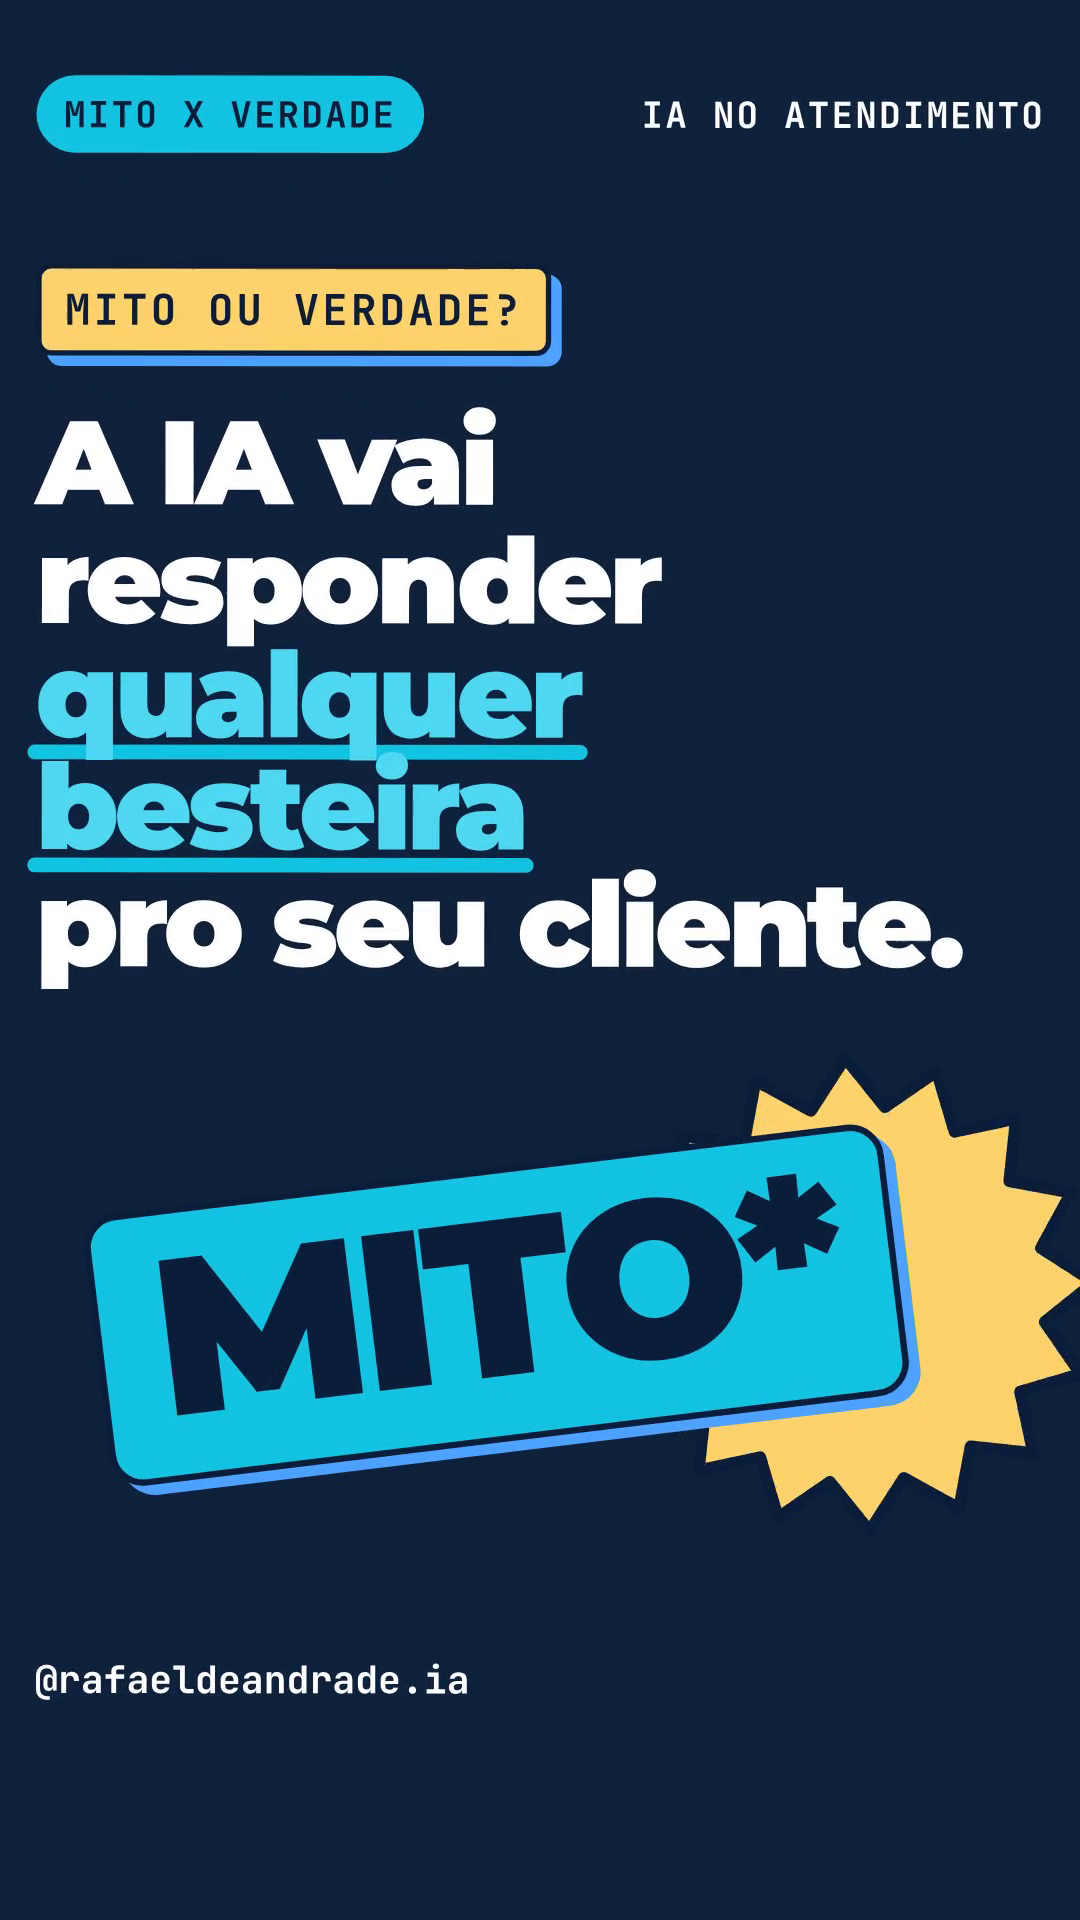 MITO X VERDADE
IA NO ATENDIMENTO
MITO OU VERDADE?
A IA vai
responder
qualquer
besteira
pro seu cliente.
MITO*
@rafaeldeandrade.ia